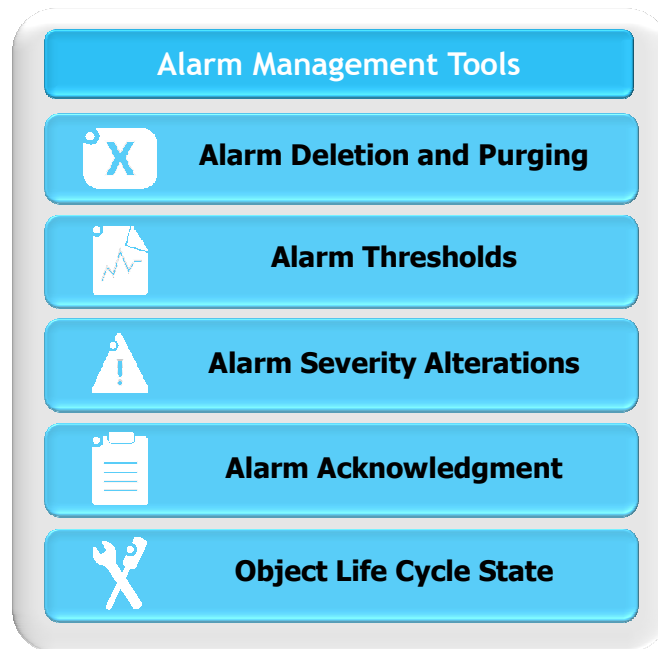 Alarm Management Tools
X
Alarm Deletion and Purging
Alarm Thresholds
!
Alarm Severity Alterations
Alarm Acknowledgment
Object Life Cycle State